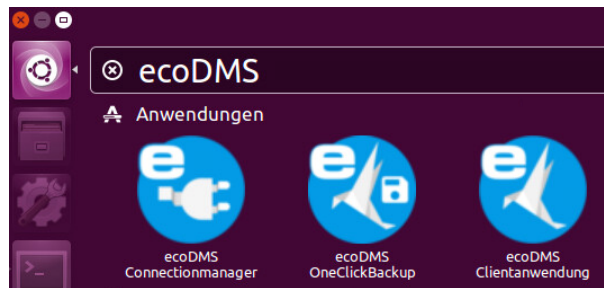 ecoDMS
Anwendungen
ecoDMS
Connectionmanager
ecoDMS
OneClickBackup
ecoDMS
Clientanwendung